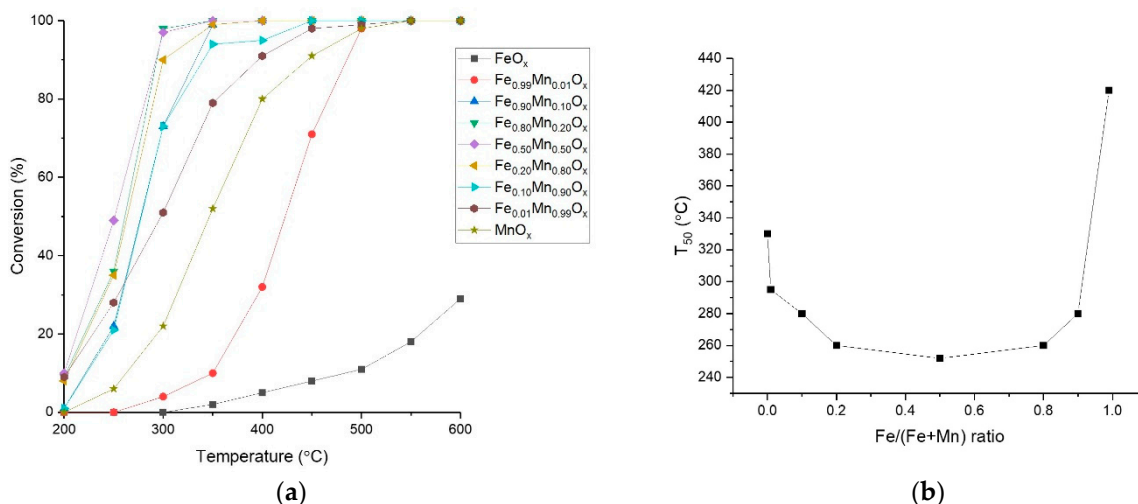 100
80
60
40
20
0
Conversion (%)
200
300
400
500
600
Temperature (°C)
FeOₓ
Fe₀.₉₉Mn₀.₀₁Oₓ
Fe₀.₉₀Mn₀.₁₀Oₓ
Fe₀.₈₀Mn₀.₂₀Oₓ
Fe₀.₅₀Mn₀.₅₀Oₓ
Fe₀.₂₀Mn₀.₈₀Oₓ
Fe₀.₁₀Mn₀.₉₀Oₓ
Fe₀.₀₁Mn₀.₉₉Oₓ
MnOₓ
(a)
440
420
400
380
360
340
320
300
280
260
240
T₅₀ (°C)
0.0
0.2
0.4
0.6
0.8
1.0
Fe/(Fe+Mn) ratio
(b)